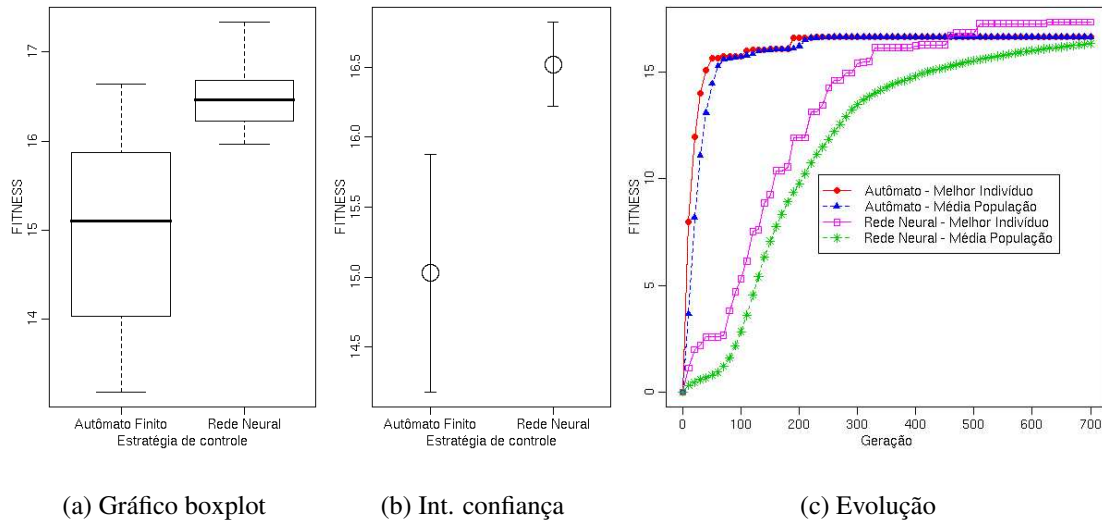 FITNESS
17
16
15
14
Autômato Finito
Rede Neural
Estratégia de controle
FITNESS
16.5
16.0
15.5
15.0
14.5
Autômato Finito
Rede Neural
Estratégia de controle
FITNESS
15
10
5
0
Autômato - Melhor Indivíduo
Autômato - Média População
Rede Neural - Melhor Indivíduo
Rede Neural - Média População
0 100 200 300 400 500 600 700
Geração
(a) Gráfico boxplot
(b) Int. confiança
(c) Evolução